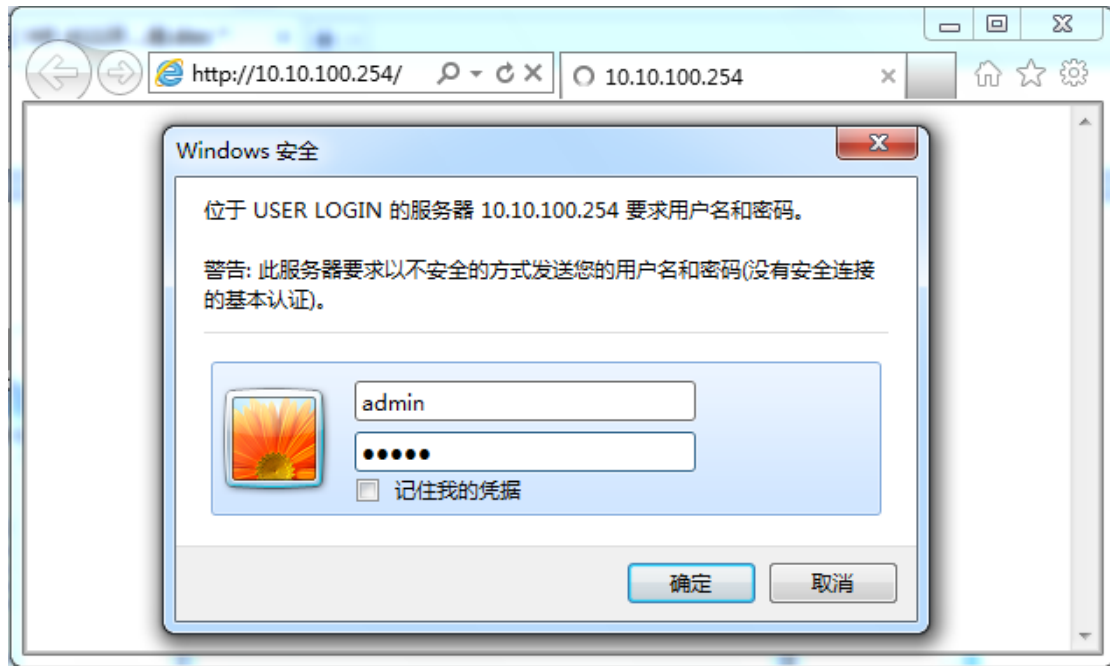 http://10.10.100.254/
10.10.100.254
Windows 安全
位于 USER LOGIN 的服务器 10.10.100.254 要求用户名和密码。
警告: 此服务器要求以不安全的方式发送您的用户名和密码(没有安全连接
的基本认证)。
admin
●●●●●
记住我的凭据
确定
取消